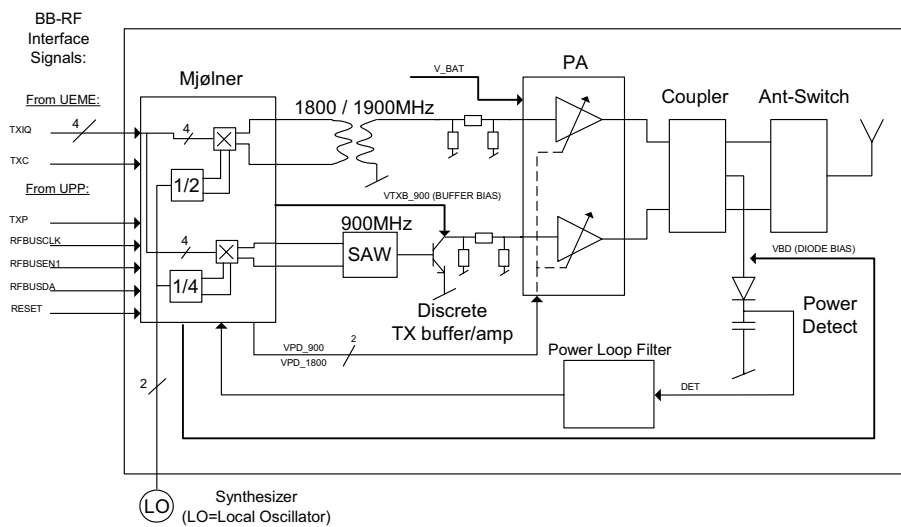 BB-RF
Interface
Signals:
From UEME:
TXIQ
4
TXC
From UPP:
TXP
RFBUSCLK
RFBUSEN1
RFBUSDA
RESET
Mjølner
4
1/2
4
1/4
1800 / 1900MHz
V_BAT
PA
Coupler
Ant-Switch
VTXB_900 (BUFFER BIAS)
900MHz
SAW
Discrete
TX buffer/amp
VBD (DIODE BIAS)
Power
Detect
VPD_900
VPD_1800
2
Power Loop Filter
DET
2
LO
Synthesizer
(LO=Local Oscillator)